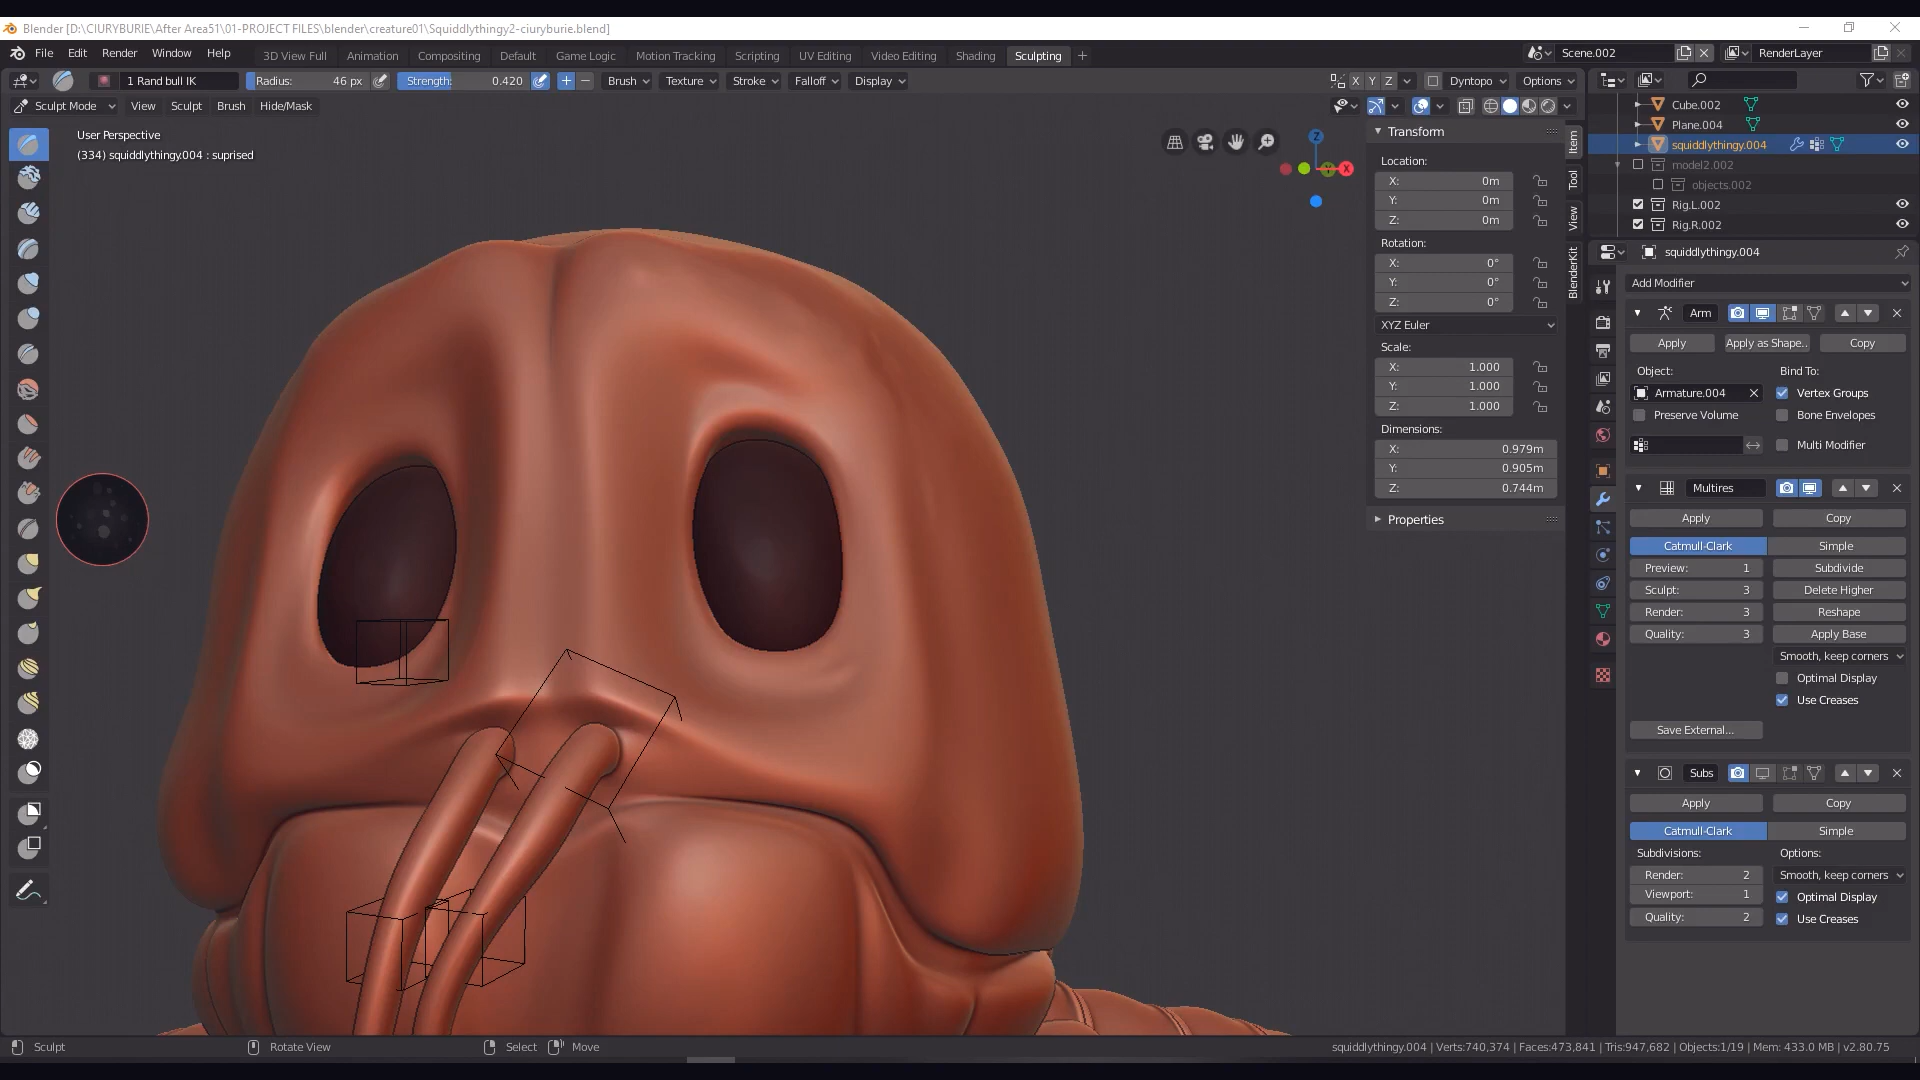 Blender [D:\CIURYBURIE\After Area51\01-PROJECT FILES\blender\creature01\Squiddlythingy2-ciuryburie.blend]
File Edit Render Window Help 3D View Full Animation Compositing Default Game Logic Motion Tracking Scripting UV Editing Video Editing Shading Sculpting + Scene.002 RenderLayer
1 Rand bull IK Radius: 46 px Strength: 0.420 Brush Texture Stroke Falloff Display X Y Z Dyntopo Options
Sculpt Mode View Sculpt Brush Hide/Mask
User Perspective
(334) squiddlythingy.004 : suprised
Z
Y
X
Transform
Location:
X: 0m
Y: 0m
Z: 0m
Rotation:
X: 0°
Y: 0°
Z: 0°
XYZ Euler
Scale:
X: 1.000
Y: 1.000
Z: 1.000
Dimensions:
X: 0.979m
Y: 0.905m
Z: 0.744m
Properties
Item
Tool
View
BlenderKit
Cube.002
Plane.004
squiddlythingy.004
model2.002
objects.002
Rig.L.002
Rig.R.002
squiddlythingy.004
Add Modifier
Arm
Apply Apply as Shape.. Copy
Object: Bind To:
Armature.004 Vertex Groups
Preserve Volume Bone Envelopes
Multi Modifier
Multires
Apply Copy
Catmull-Clark Simple
Preview: 1 Subdivide
Sculpt: 3 Delete Higher
Render: 3 Reshape
Quality: 3 Apply Base
Smooth, keep corners
Optimal Display
Use Creases
Save External...
Subs
Apply Copy
Catmull-Clark Simple
Subdivisions: Options:
Render: 2 Smooth, keep corners
Viewport: 1 Optimal Display
Quality: 2 Use Creases
Sculpt Rotate View Select Move squiddlythingy.004 | Verts:740,374 | Faces:473,841 | Tris:947,682 | Objects:1/19 | Mem: 433.0 MB | v2.80.75